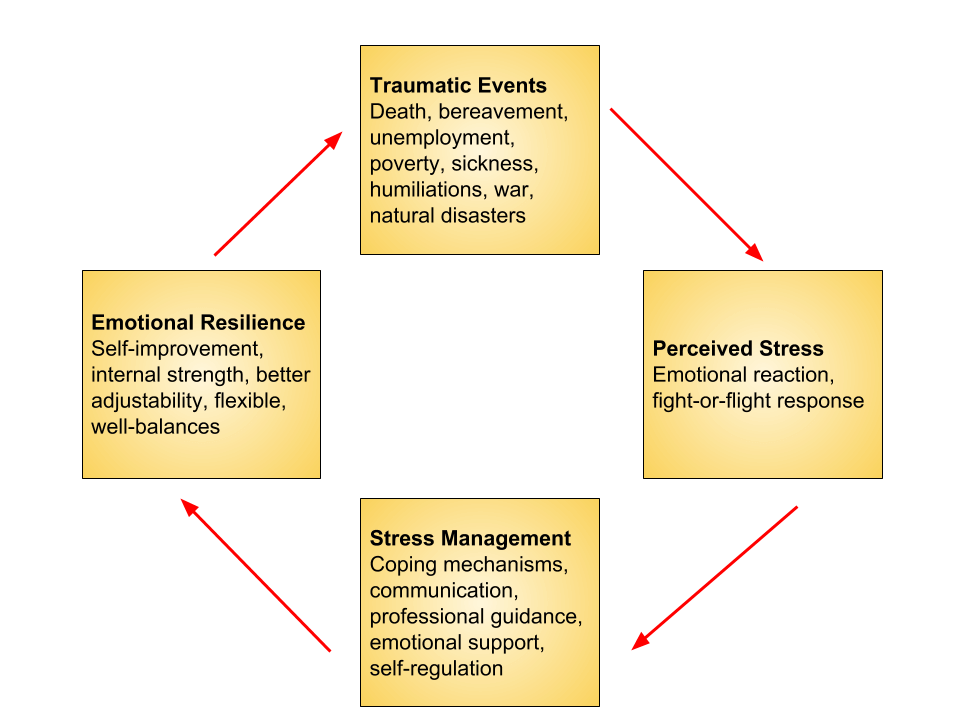 Traumatic Events
Death, bereavement,
unemployment,
poverty, sickness,
humiliations, war,
natural disasters
Emotional Resilience
Self-improvement,
internal strength, better
adjustability, flexible,
well-balances
Perceived Stress
Emotional reaction,
fight-or-flight response
Stress Management
Coping mechanisms,
communication,
professional guidance,
emotional support,
self-regulation